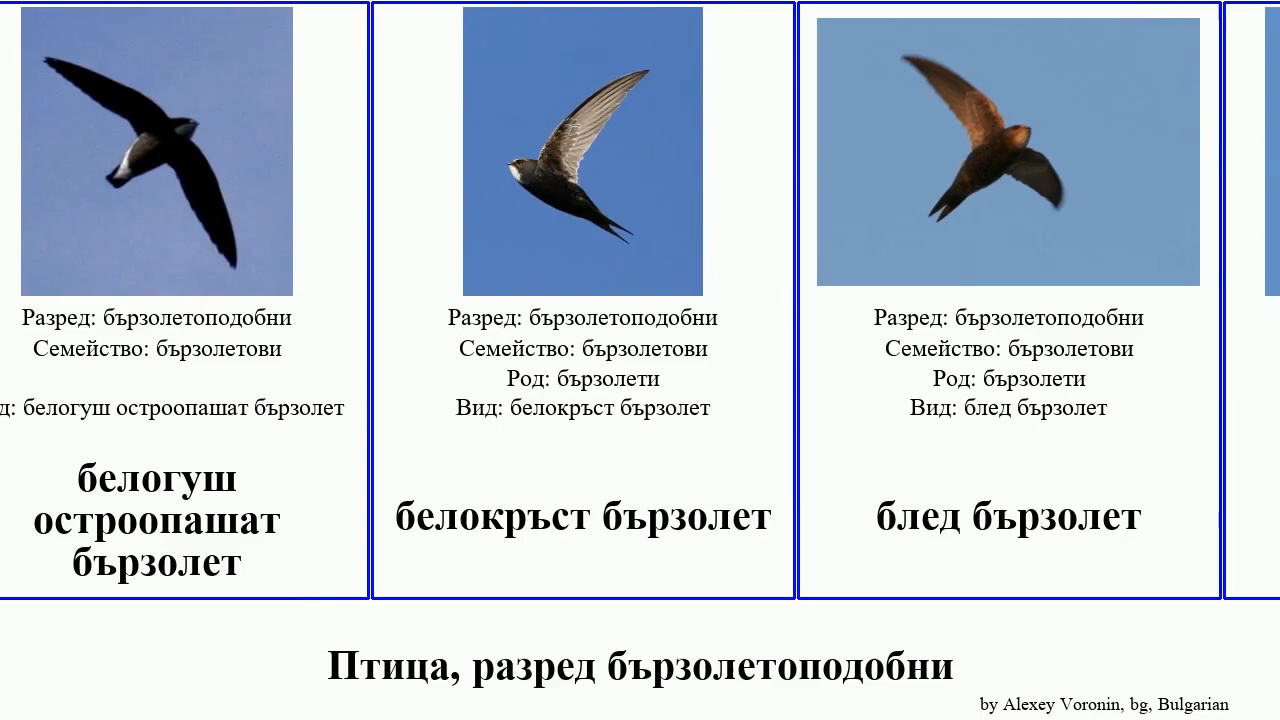 Разред: бързолетоподобни
Семейство: бързолетови
белогуш остроопашат бързолет
белогуш
остроопашат
бързолет
Разред: бързолетоподобни
Семейство: бързолетови
Род: бързолети
Вид: белокръст бързолет
белокръст бързолет
Разред: бързолетоподобни
Семейство: бързолетови
Род: бързолети
Вид: блед бързолет
блед бързолет
Птица, разред бързолетоподобни
by Alexey Voronin, bg, Bulgarian